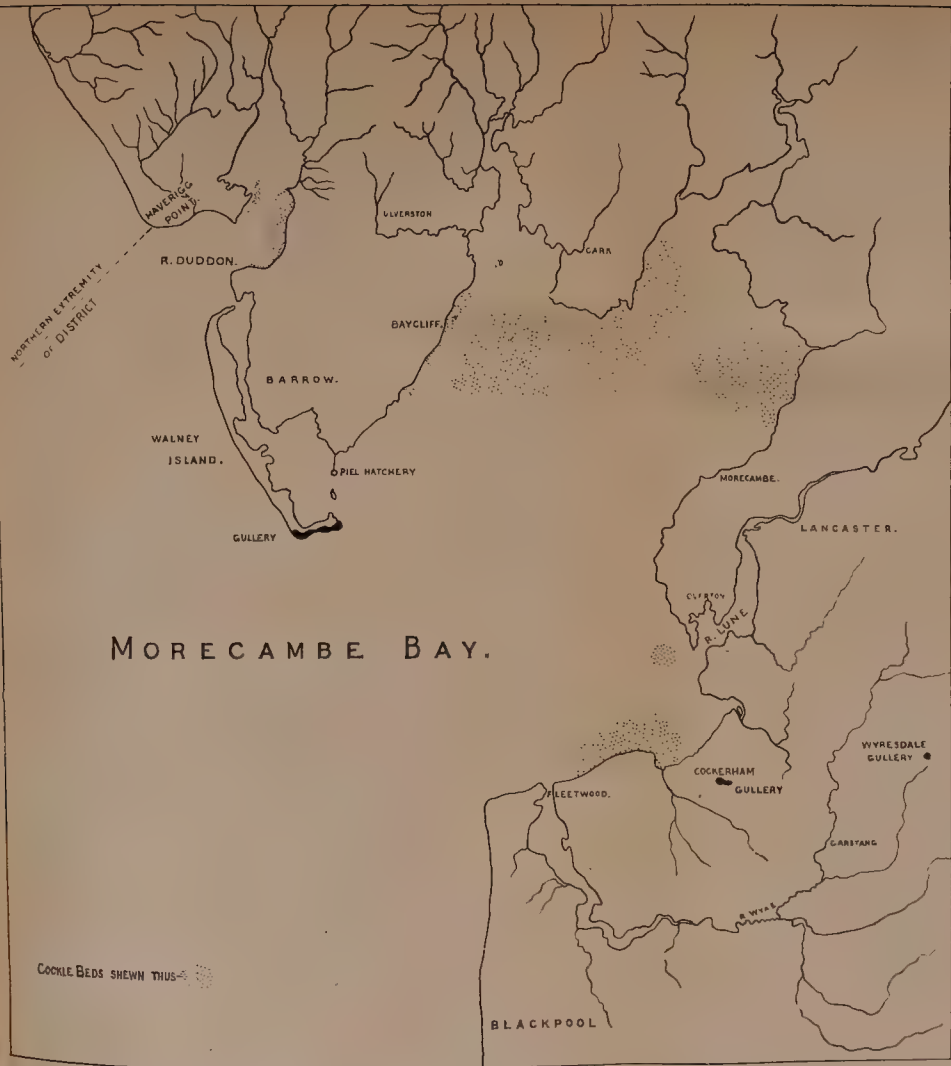 HAVERIGG
POINT.
NORTHERN EXTREMITY
OF DISTRICT
R. DUDDON.
ULVERSTON
CARK
BAYCLIFF.
BARROW.
WALNEY
ISLAND.
PIEL HATCHERY
GULLERY
MORECAMBE.
LANCASTER.
OVERTON
R. LUNE
MORECAMBE BAY.
WYRESDALE
GULLERY
COCKERHAM
GULLERY
FLEETWOOD.
GARSTANG
R. WYRE
COCKLE BEDS SHEWN THUS-
BLACKPOOL